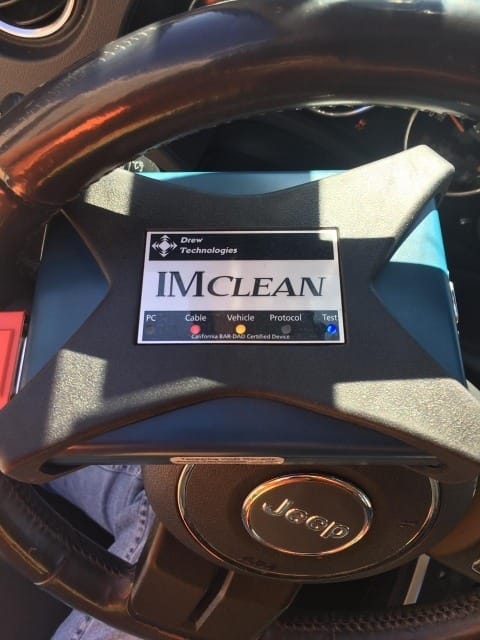 Drew
Technologies
IMCLEAN
PC Cable Vehicle Protocol Test
California BAR-DAD Certified Device
Jeep